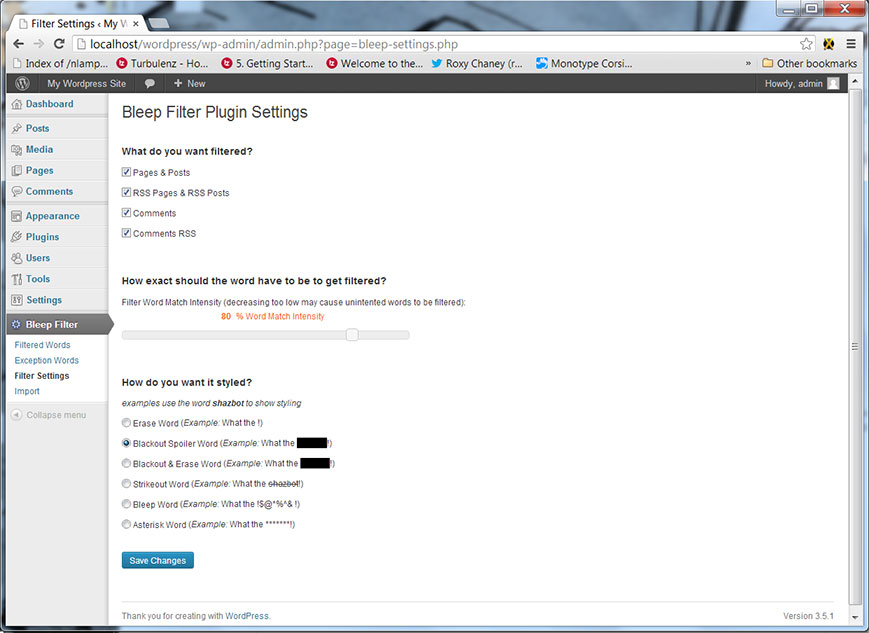 Filter Settings ‹ My W
localhost/wordpress/wp-admin/admin.php?page=bleep-settings.php
Index of /nlamp... Turbulenz - Ho... 5. Getting Start... Welcome to the... Roxy Chaney (r... Monotype Corsi... » Other bookmarks
My Wordpress Site + New Howdy, admin
Dashboard
Posts
Media
Pages
Comments
Appearance
Plugins
Users
Tools
Settings
Bleep Filter
Filtered Words
Exception Words
Filter Settings
Import
Collapse menu
Bleep Filter Plugin Settings
What do you want filtered?
Pages & Posts
RSS Pages & RSS Posts
Comments
Comments RSS
How exact should the word have to be to get filtered?
Filter Word Match Intensity (decreasing too low may cause unintented words to be filtered):
80 % Word Match Intensity
How do you want it styled?
examples use the word shazbot to show styling
Erase Word (Example: What the !)
Blackout Spoiler Word (Example: What the !)
Blackout & Erase Word (Example: What the !)
Strikeout Word (Example: What the shazbot!)
Bleep Word (Example: What the !$@*%^& !)
Asterisk Word (Example: What the *******!)
Save Changes
Thank you for creating with WordPress.
Version 3.5.1